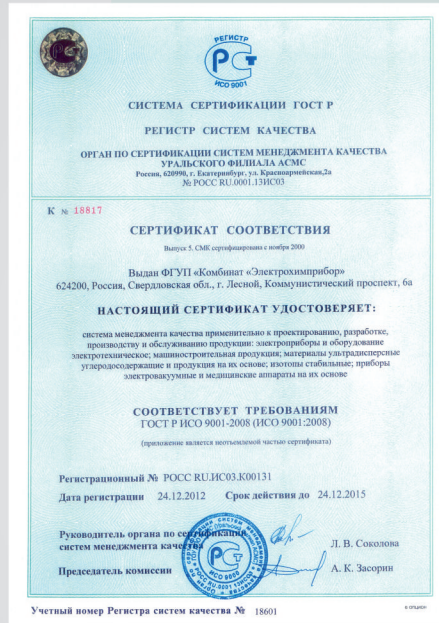 РЕГИСТР
РСт
ИСО 9001
СИСТЕМА СЕРТИФИКАЦИИ ГОСТ Р
РЕГИСТР СИСТЕМ КАЧЕСТВА
ОРГАН ПО СЕРТИФИКАЦИИ СИСТЕМ МЕНЕДЖМЕНТА КАЧЕСТВА
УРАЛЬСКОГО ФИЛИАЛА АСМС
Россия, 620990, г. Екатеринбург, ул. Красноармейская,2а
№ РОСС RU.0001.13ИС03
К № 18817
СЕРТИФИКАТ СООТВЕТСТВИЯ
Выпуск 5. СМК сертифицирована с ноября 2000
Выдан ФГУП «Комбинат «Электрохимприбор»
624200, Россия, Свердловская обл., г. Лесной, Коммунистический проспект, 6а
НАСТОЯЩИЙ СЕРТИФИКАТ УДОСТОВЕРЯЕТ:
система менеджмента качества применительно к проектированию, разработке,
производству и обслуживанию продукции: электроприборы и оборудование
электротехническое; машиностроительная продукция; материалы ультрадисперсные
углеродосодержащие и продукция на их основе; изотопы стабильные; приборы
электровакуумные и медицинские аппараты на их основе
СООТВЕТСТВУЕТ ТРЕБОВАНИЯМ
ГОСТ Р ИСО 9001-2008 (ИСО 9001:2008)
(приложение является неотъемлемой частью сертификата)
Регистрационный № РОСС RU.ИС03.К00131
Дата регистрации 24.12.2012 Срок действия до 24.12.2015
Руководитель органа по сертификации
систем менеджмента качества
Л. В. Соколова
Председатель комиссии
А. К. Засорин
Учетный номер Регистра систем качества № 18601